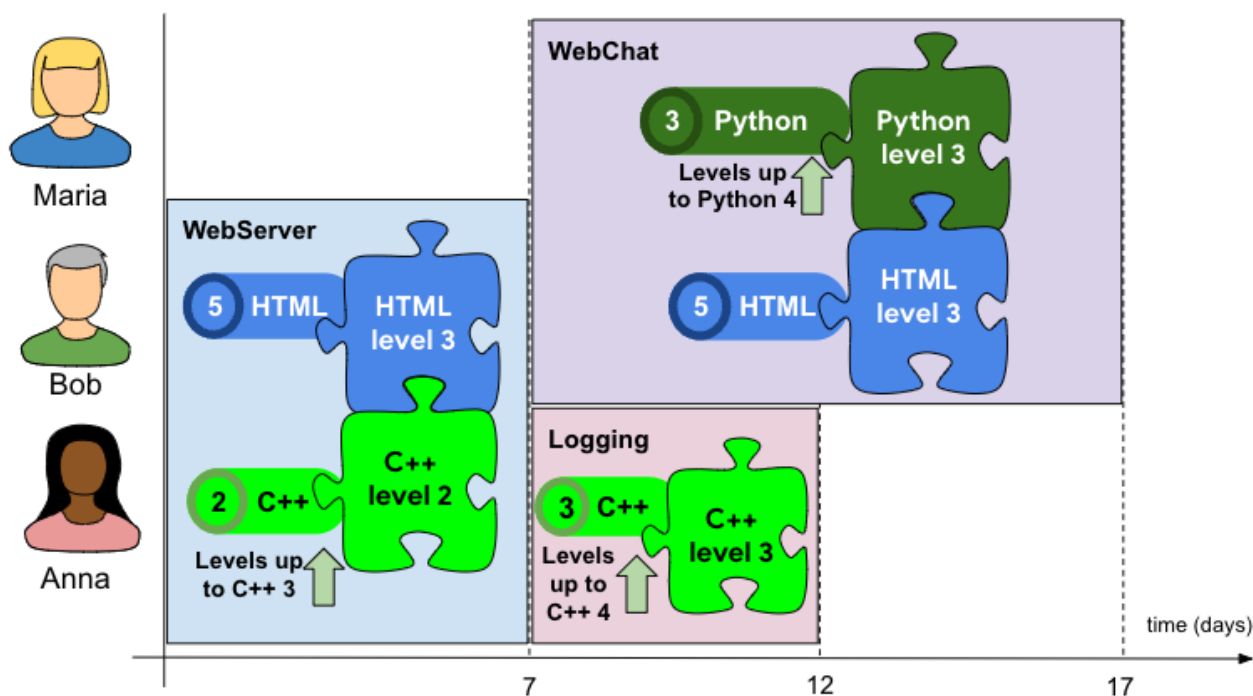 WebChat
3 Python
Python
level 3
Levels up
to Python 4
Maria
WebServer
5 HTML
HTML
level 3
5 HTML
HTML
level 3
Bob
Logging
2 C++
C++
level 2
3 C++
C++
level 3
Levels up
to C++ 3
Levels
up to
C++ 4
Anna
time (days)
7
12
17